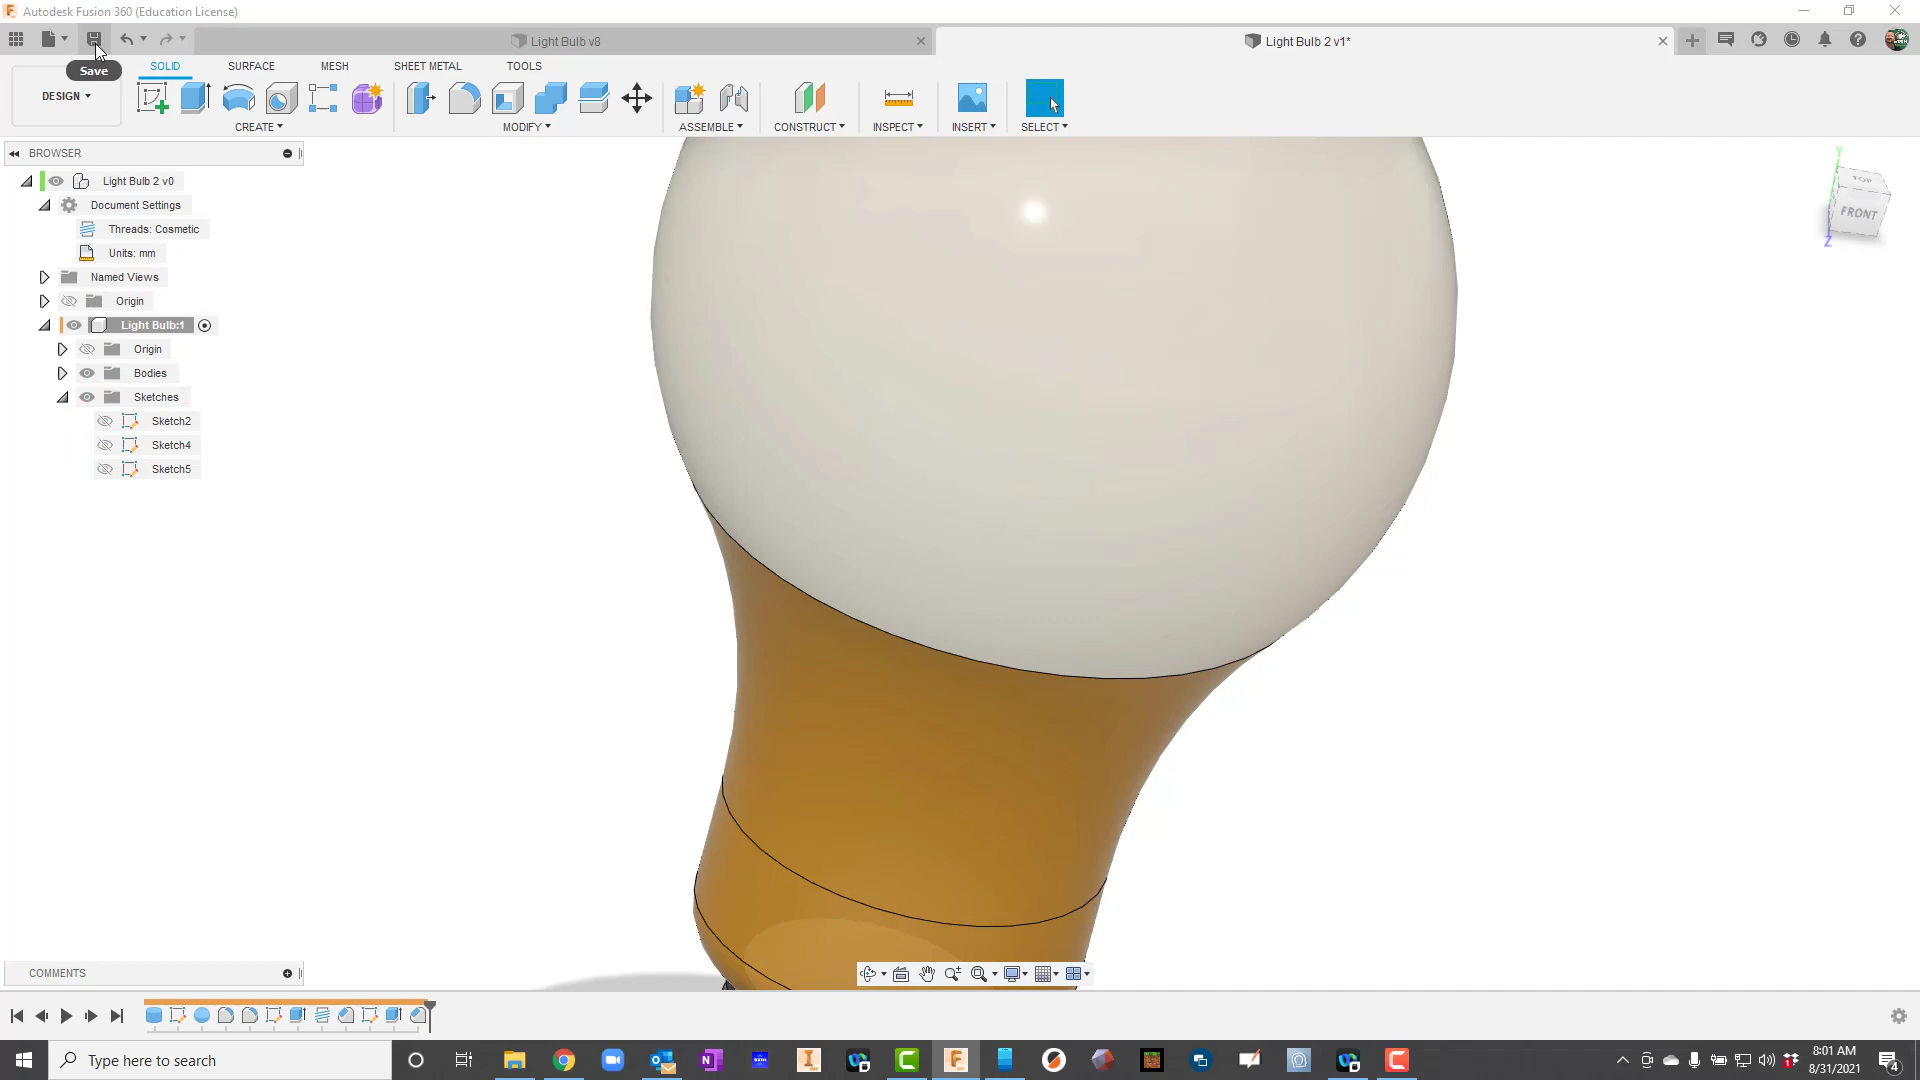 Autodesk Fusion 360 (Education License)
Light Bulb v8
Light Bulb 2 v1*
Save
DESIGN
SOLID
SURFACE
MESH
SHEET METAL
TOOLS
CREATE
MODIFY
ASSEMBLE
CONSTRUCT
INSPECT
INSERT
SELECT
BROWSER
Light Bulb 2 v0
Document Settings
Threads: Cosmetic
Units: mm
Named Views
Origin
Light Bulb:1
Origin
Bodies
Sketches
Sketch2
Sketch4
Sketch5
Y
TOP
FRONT
Z
COMMENTS
Type here to search
8:01 AM
8/31/2021
4